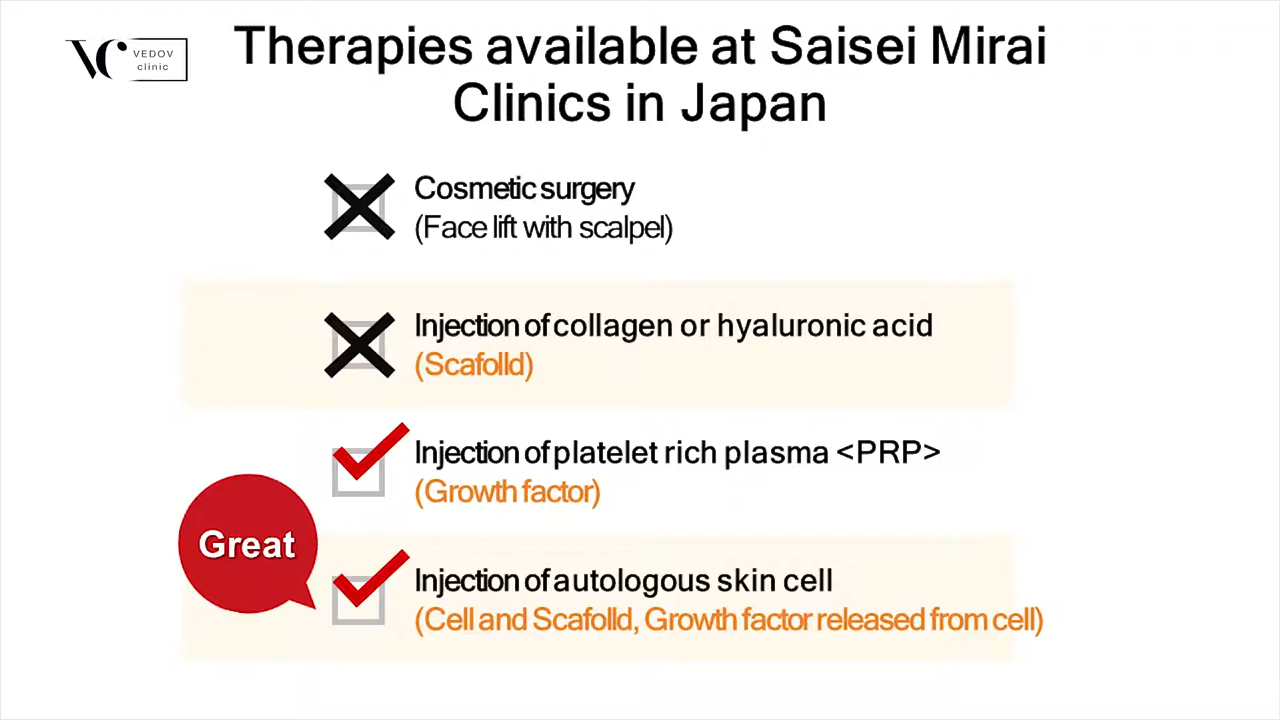 VC VEDOV
clinic
Therapies available at Saisei Mirai
Clinics in Japan
Cosmetic surgery
(Face lift with scalpel)
Injection of collagen or hyaluronic acid
(Scafolld)
Injection of platelet rich plasma <PRP>
(Growth factor)
Great
Injection of autologous skin cell
(Cell and Scafolld, Growth factor released from cell)